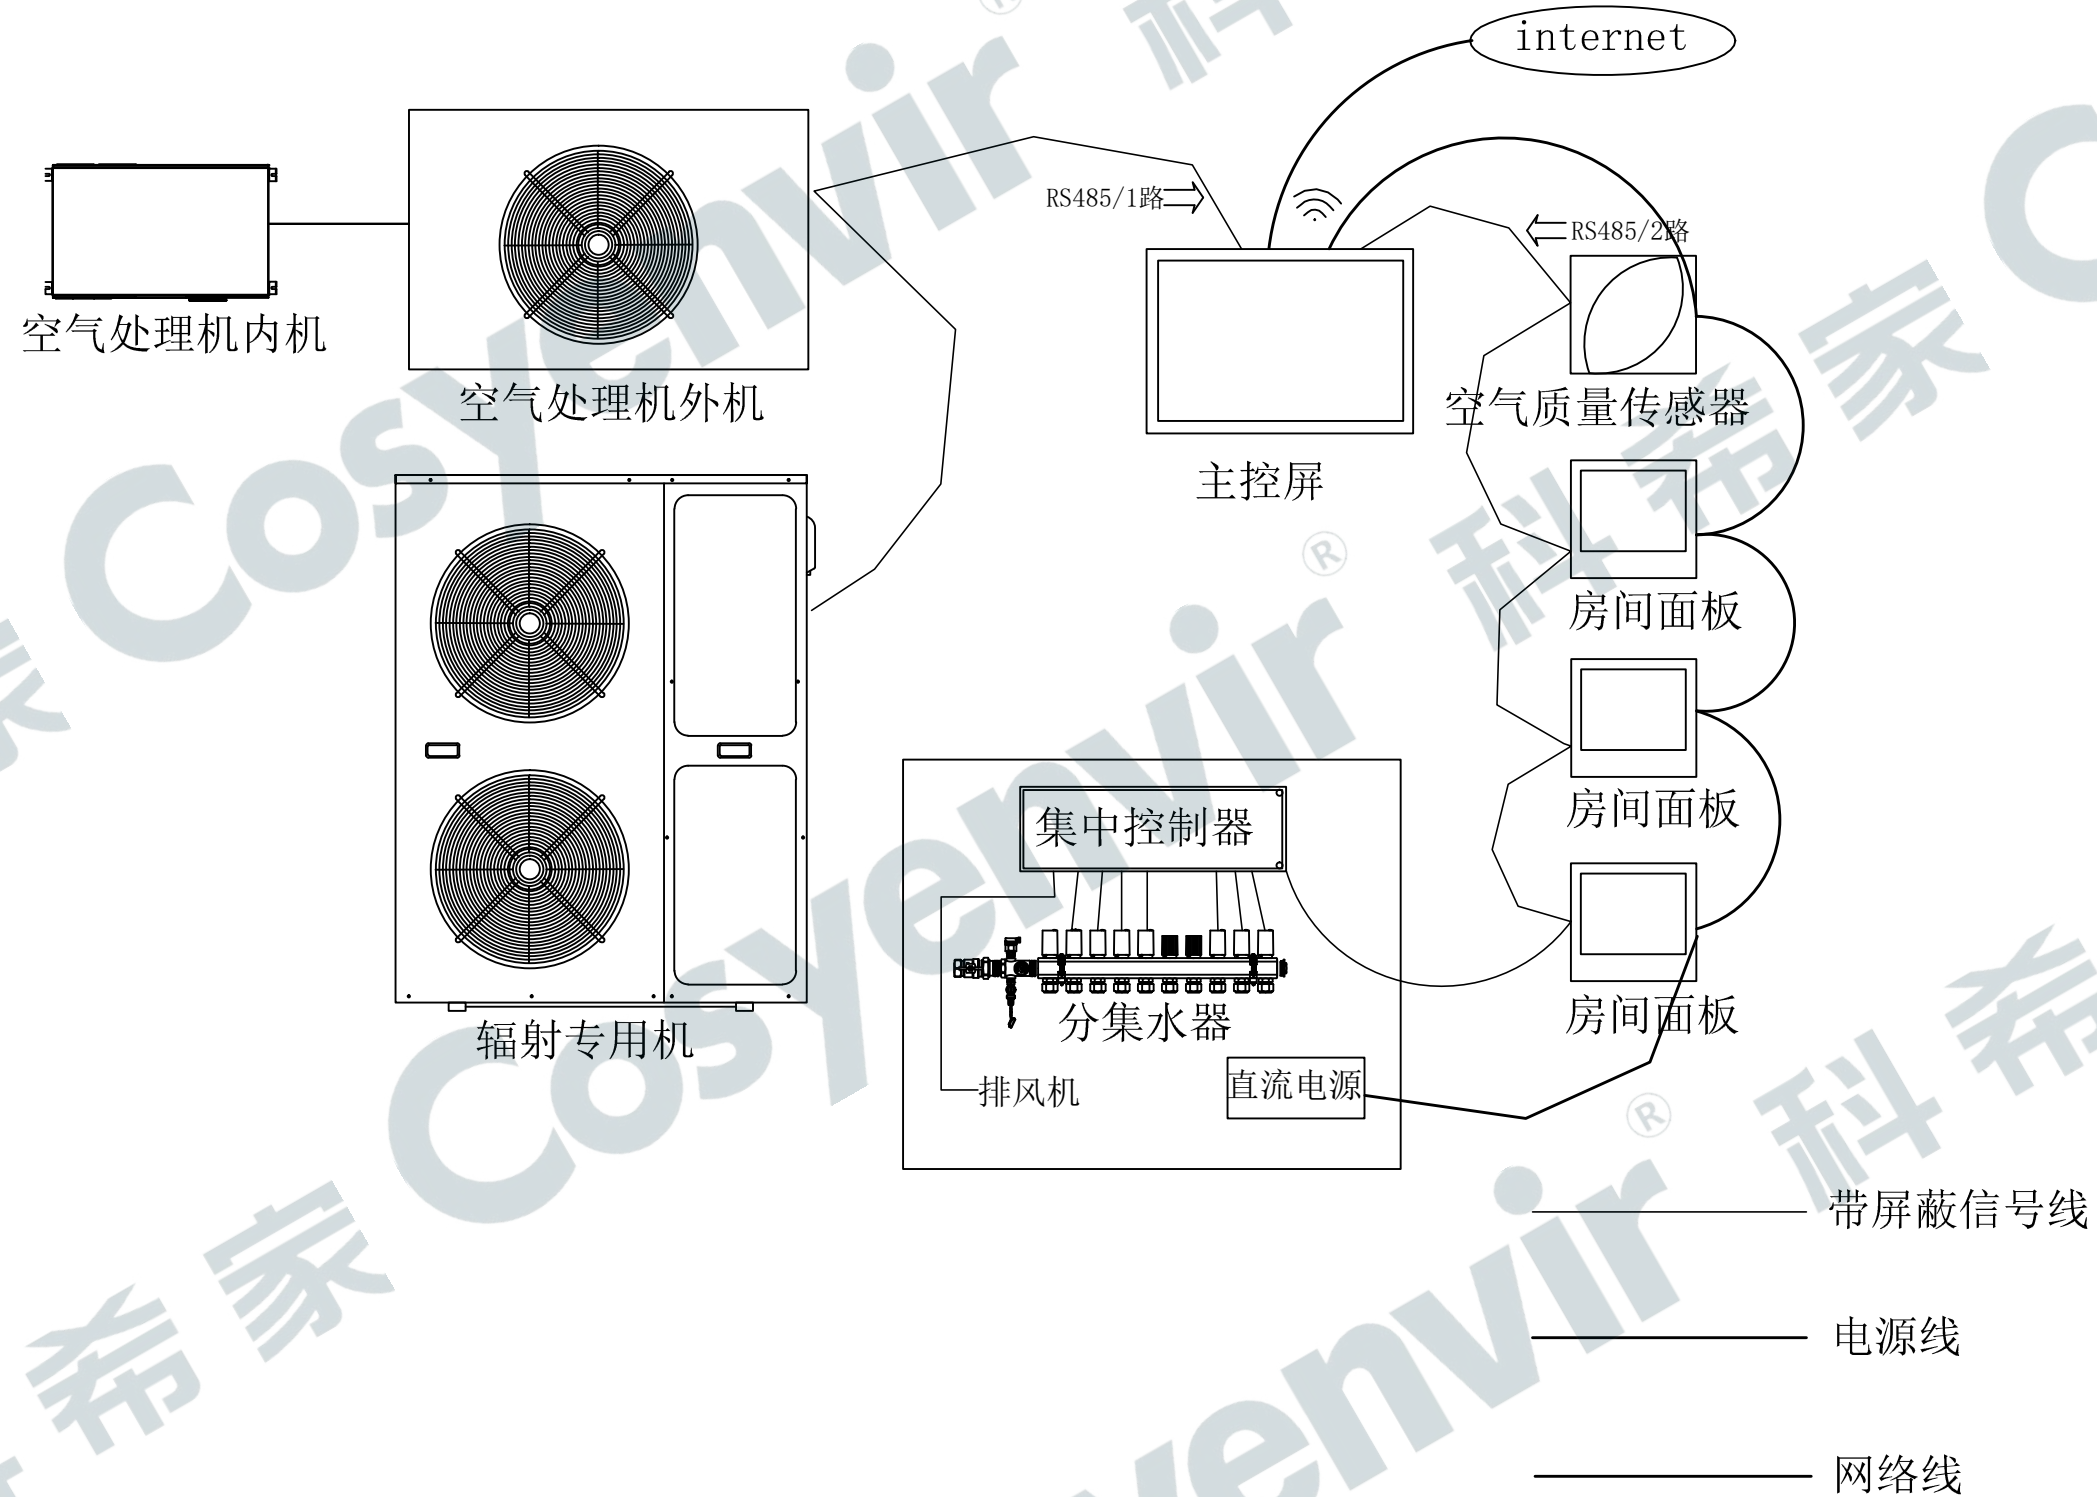 internet
RS485/1路
RS485/2路
空气处理机内机
空气处理机外机
空气质量传感器
主控屏
房间面板
房间面板
集中控制器
房间面板
分集水器
辐射专用机
排风机
直流电源
带屏蔽信号线
电源线
网络线
Cosyenvir® 科希家
Cosyenvir® 科希家
Cosyenvir® 科希家